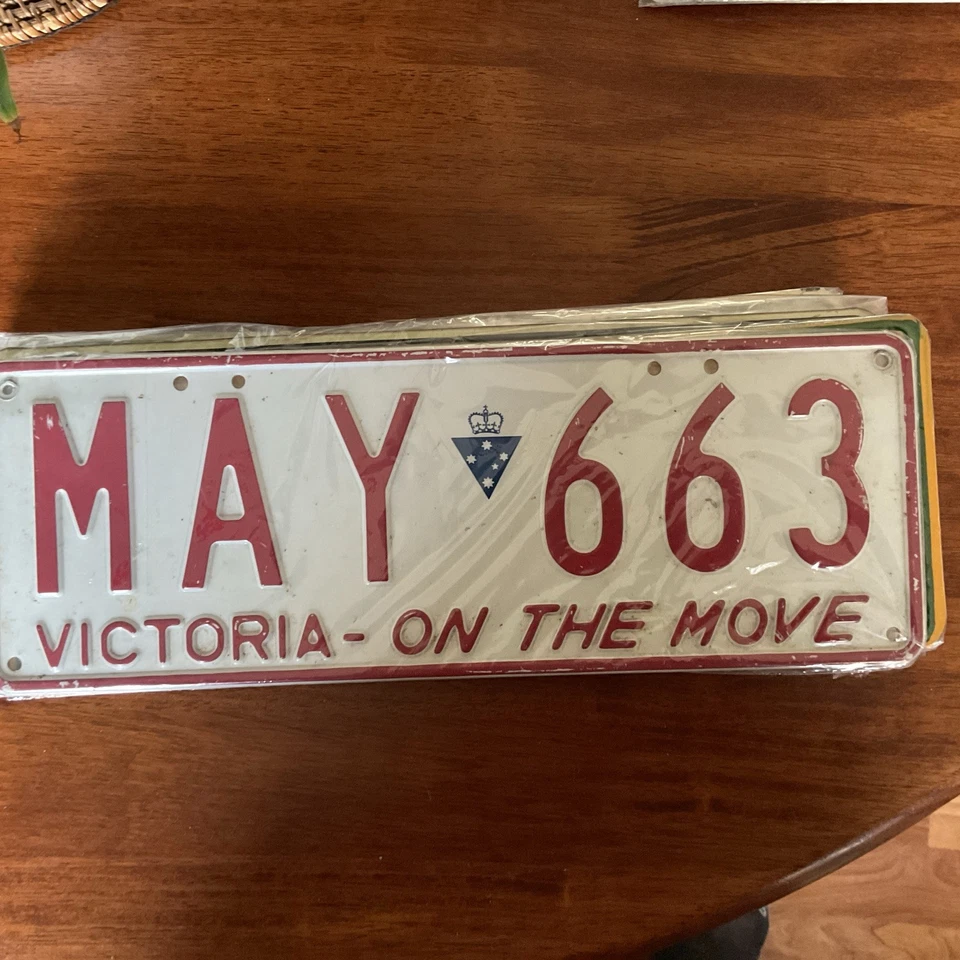 MAY 663
VICTORIA - ON THE MOVE